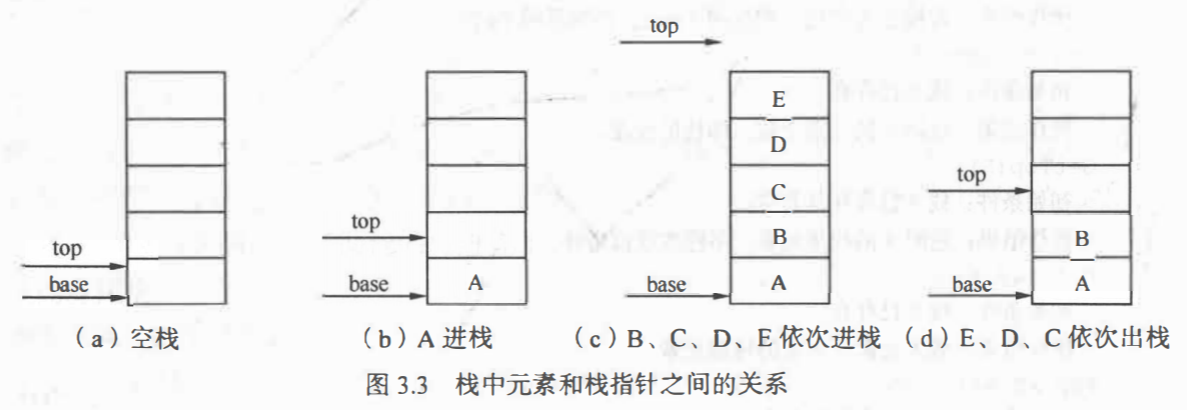 top
E
D
top
C
top
B
B
top
base
base
A
base
A
base
A
（a）空栈
（b）A 进栈
（c）B、C、D、E 依次进栈
（d）E、D、C 依次出栈
图 3.3 栈中元素和栈指针之间的关系